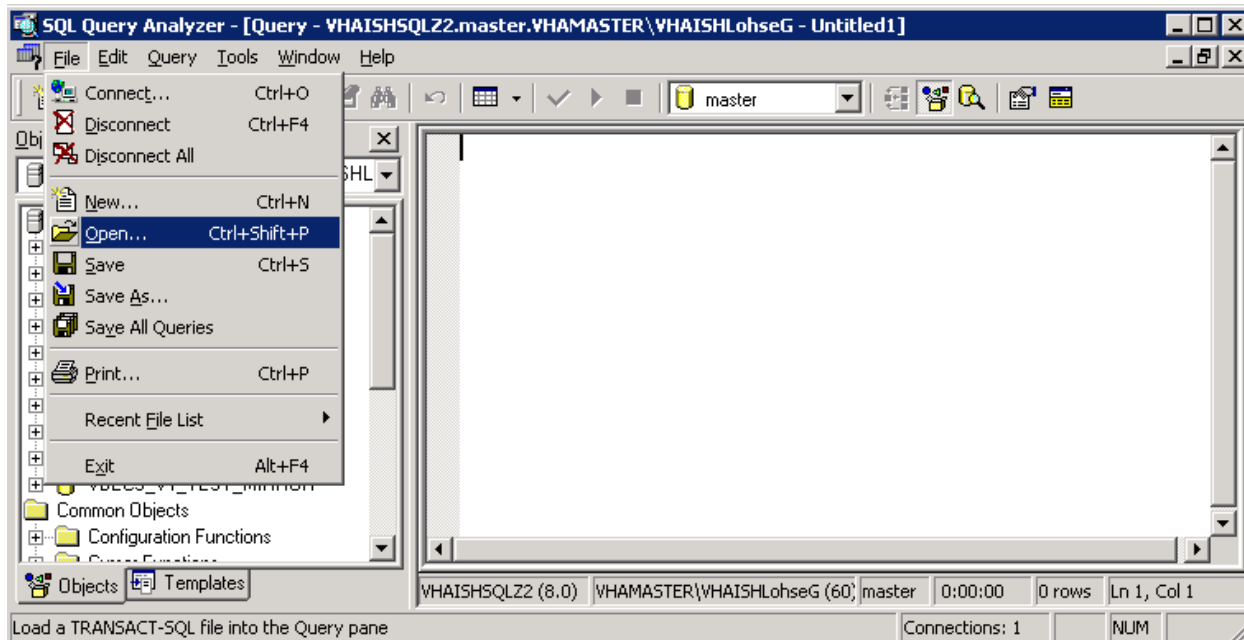 SQL Query Analyzer - [Query - VHAISHSQLZ2.master.VHAMASTER\VHAISHLohseG - Untitled1]
File Edit Query Tools Window Help
Connect... Ctrl+O
Disconnect Ctrl+F4
Disconnect All
New... Ctrl+N
Open... Ctrl+Shift+P
Save Ctrl+S
Save As...
Save All Queries
Print... Ctrl+P
Recent File List
Exit Alt+F4
master
Obj
SHL
Common Objects
Configuration Functions
Objects Templates
VHAISHSQLZ2 (8.0) VHAMASTER\VHAISHLohseG (60) master 0:00:00 0 rows Ln 1, Col 1
Load a TRANSACT-SQL file into the Query pane Connections: 1 NUM